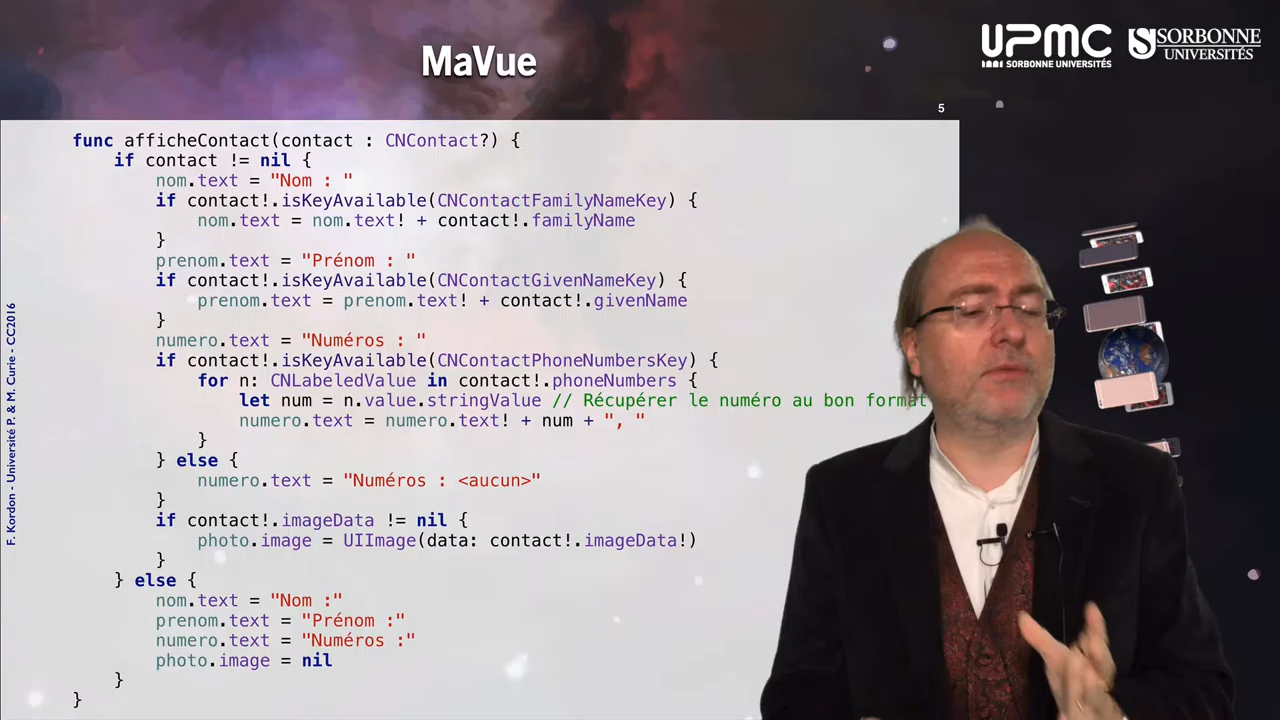 MaVue
UPMC
SORBONNE UNIVERSITÉS
SORBONNE
UNIVERSITÉS
5
func afficheContact(contact : CNContact?) {
if contact != nil {
nom.text = "Nom : "
if contact!.isKeyAvailable(CNContactFamilyNameKey) {
nom.text = nom.text! + contact!.familyName
}
prenom.text = "Prénom : "
if contact!.isKeyAvailable(CNContactGivenNameKey) {
prenom.text = prenom.text! + contact!.givenName
}
numero.text = "Numéros : "
if contact!.isKeyAvailable(CNContactPhoneNumbersKey) {
for n: CNLabeledValue in contact!.phoneNumbers {
let num = n.value.stringValue // Récupérer le numéro au bon format
numero.text = numero.text! + num + ", "
}
} else {
numero.text = "Numéros : <aucun>"
}
if contact!.imageData != nil {
photo.image = UIImage(data: contact!.imageData!)
}
} else {
nom.text = "Nom :"
prenom.text = "Prénom :"
numero.text = "Numéros :"
photo.image = nil
}
}
F. Kordon - Université P. & M. Curie - CC2016